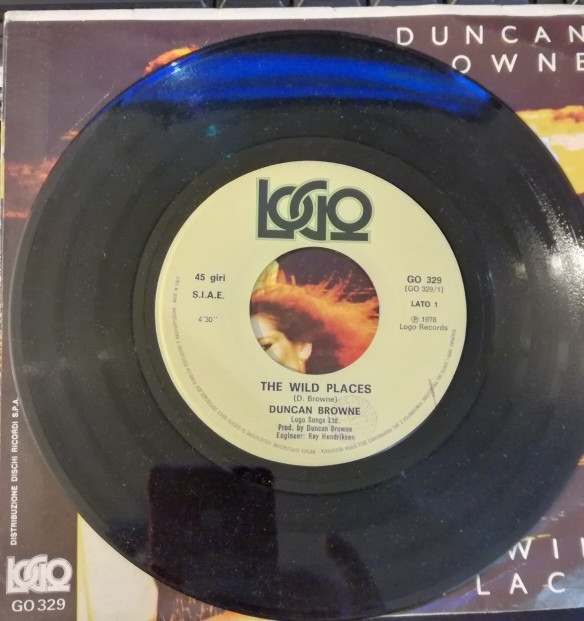 DUNCAN
OWNE
LOGO
45 giri
S.I.A.E.
4'30''
GO 329
(GO 329/1)
LATO 1
℗ 1978
Logo Records
THE WILD PLACES
(D. Browne)
DUNCAN BROWNE
Logo Songs Ltd.
Prod. by Duncan Browne
Engineer: Ray Hendriksen
DISTRIBUZIONE DISCHI RICORDI S.P.A.
LOGO
GO 329
WI
LAC